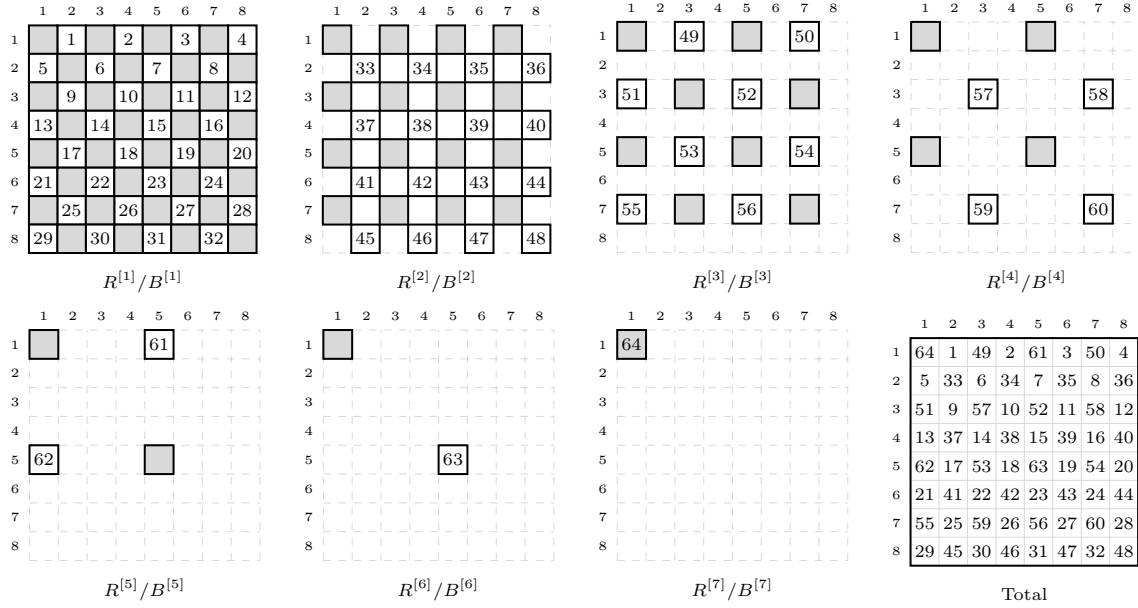 1 2 3 4 5 6 7 8
1 1 2 3 4
2 5 6 7 8
3 9 10 11 12
4 13 14 15 16
5 17 18 19 20
6 21 22 23 24
7 25 26 27 28
8 29 30 31 32
R^{[1]}/B^{[1]}
1 2 3 4 5 6 7 8
1
2 33 34 35 36
3
4 37 38 39 40
5
6 41 42 43 44
7
8 45 46 47 48
R^{[2]}/B^{[2]}
1 2 3 4 5 6 7 8
1 49 50
2
3 51 52
4
5 53 54
6
7 55 56
8
R^{[3]}/B^{[3]}
1 2 3 4 5 6 7 8
1
2
3 57 58
4
5
6
7 59 60
8
R^{[4]}/B^{[4]}
1 2 3 4 5 6 7 8
1 61
2
3
4
5 62
6
7
8
R^{[5]}/B^{[5]}
1 2 3 4 5 6 7 8
1
2
3
4
5 63
6
7
8
R^{[6]}/B^{[6]}
1 2 3 4 5 6 7 8
1 64
2
3
4
5
6
7
8
R^{[7]}/B^{[7]}
1 2 3 4 5 6 7 8
1 64 1 49 2 61 3 50 4
2 5 33 6 34 7 35 8 36
3 51 9 57 10 52 11 58 12
4 13 37 14 38 15 39 16 40
5 62 17 53 18 63 19 54 20
6 21 41 22 42 23 43 24 44
7 55 25 59 26 56 27 60 28
8 29 45 30 46 31 47 32 48
Total